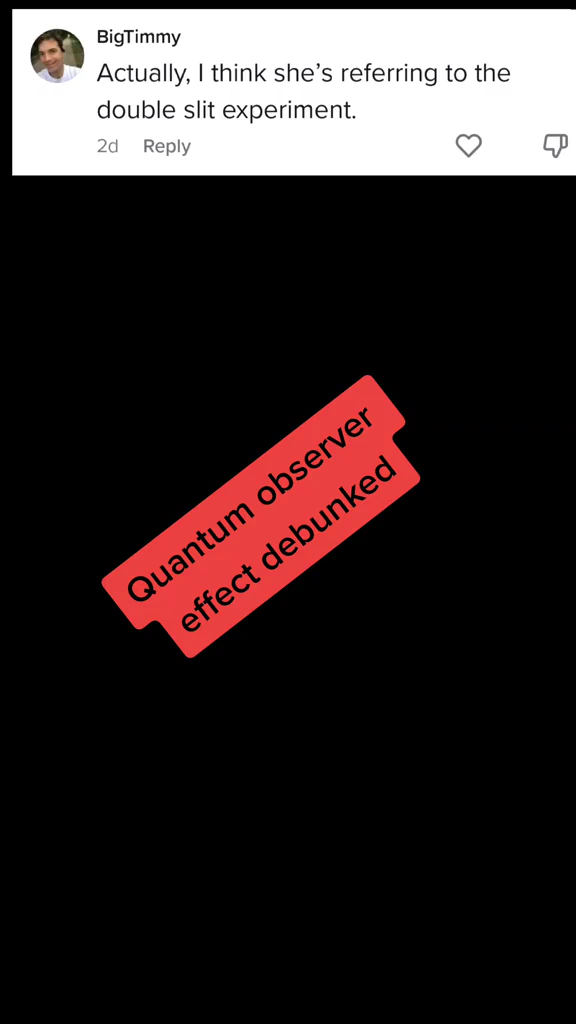 BigTimmy
Actually, I think she’s referring to the
double slit experiment.
2d Reply
Quantum observer
effect debunked